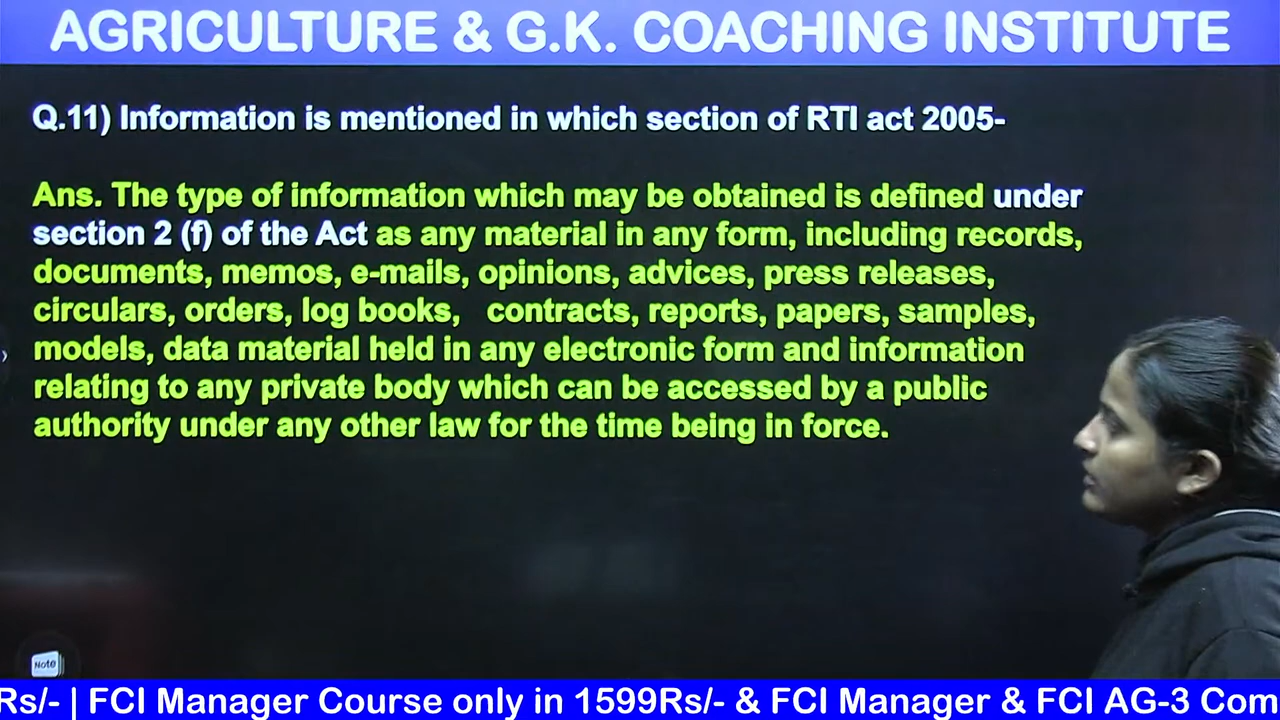 AGRICULTURE & G.K. COACHING INSTITUTE
Q.11) Information is mentioned in which section of RTI act 2005-
Ans. The type of information which may be obtained is defined under
section 2 (f) of the Act as any material in any form, including records,
documents, memos, e-mails, opinions, advices, press releases,
circulars, orders, log books, contracts, reports, papers, samples,
models, data material held in any electronic form and information
relating to any private body which can be accessed by a public
authority under any other law for the time being in force.
Note
Rs/- | FCI Manager Course only in 1599Rs/- & FCI Manager & FCI AG-3 Com